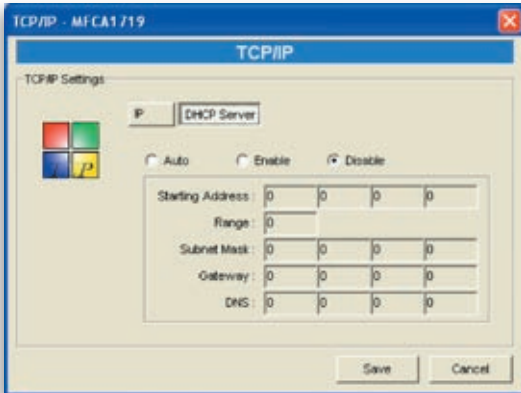 TCP/IP - MFCA1719
TCP/IP
TCP/IP Settings
IP DHCP Server
I P
Auto Enable Disable
Starting Address : 0 0 0 0
Range : 0
Subnet Mask : 0 0 0 0
Gateway : 0 0 0 0
DNS : 0 0 0 0
Save Cancel